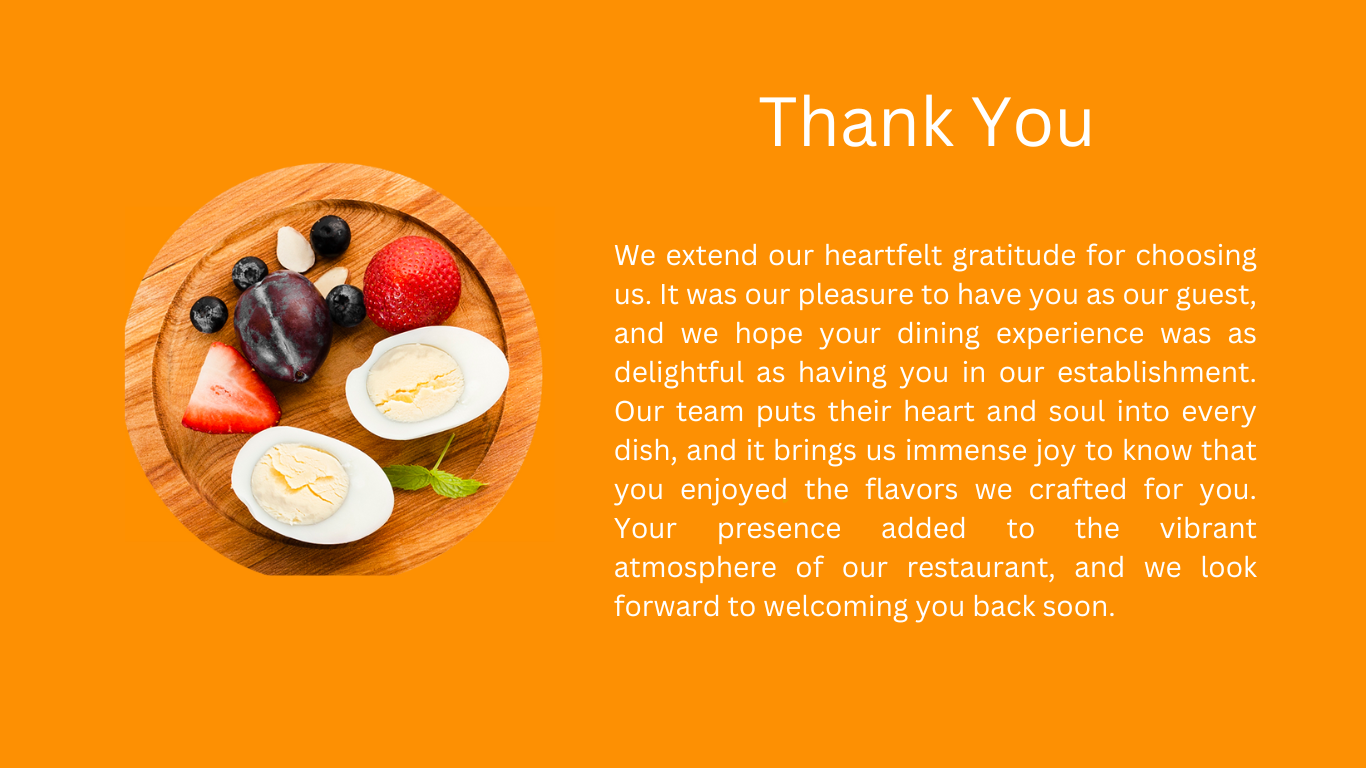 Thank You
We extend our heartfelt gratitude for choosing
us. It was our pleasure to have you as our guest,
and we hope your dining experience was as
delightful as having you in our establishment.
Our team puts their heart and soul into every
dish, and it brings us immense joy to know that
you enjoyed the flavors we crafted for you.
Your presence added to the vibrant
atmosphere of our restaurant, and we look
forward to welcoming you back soon.